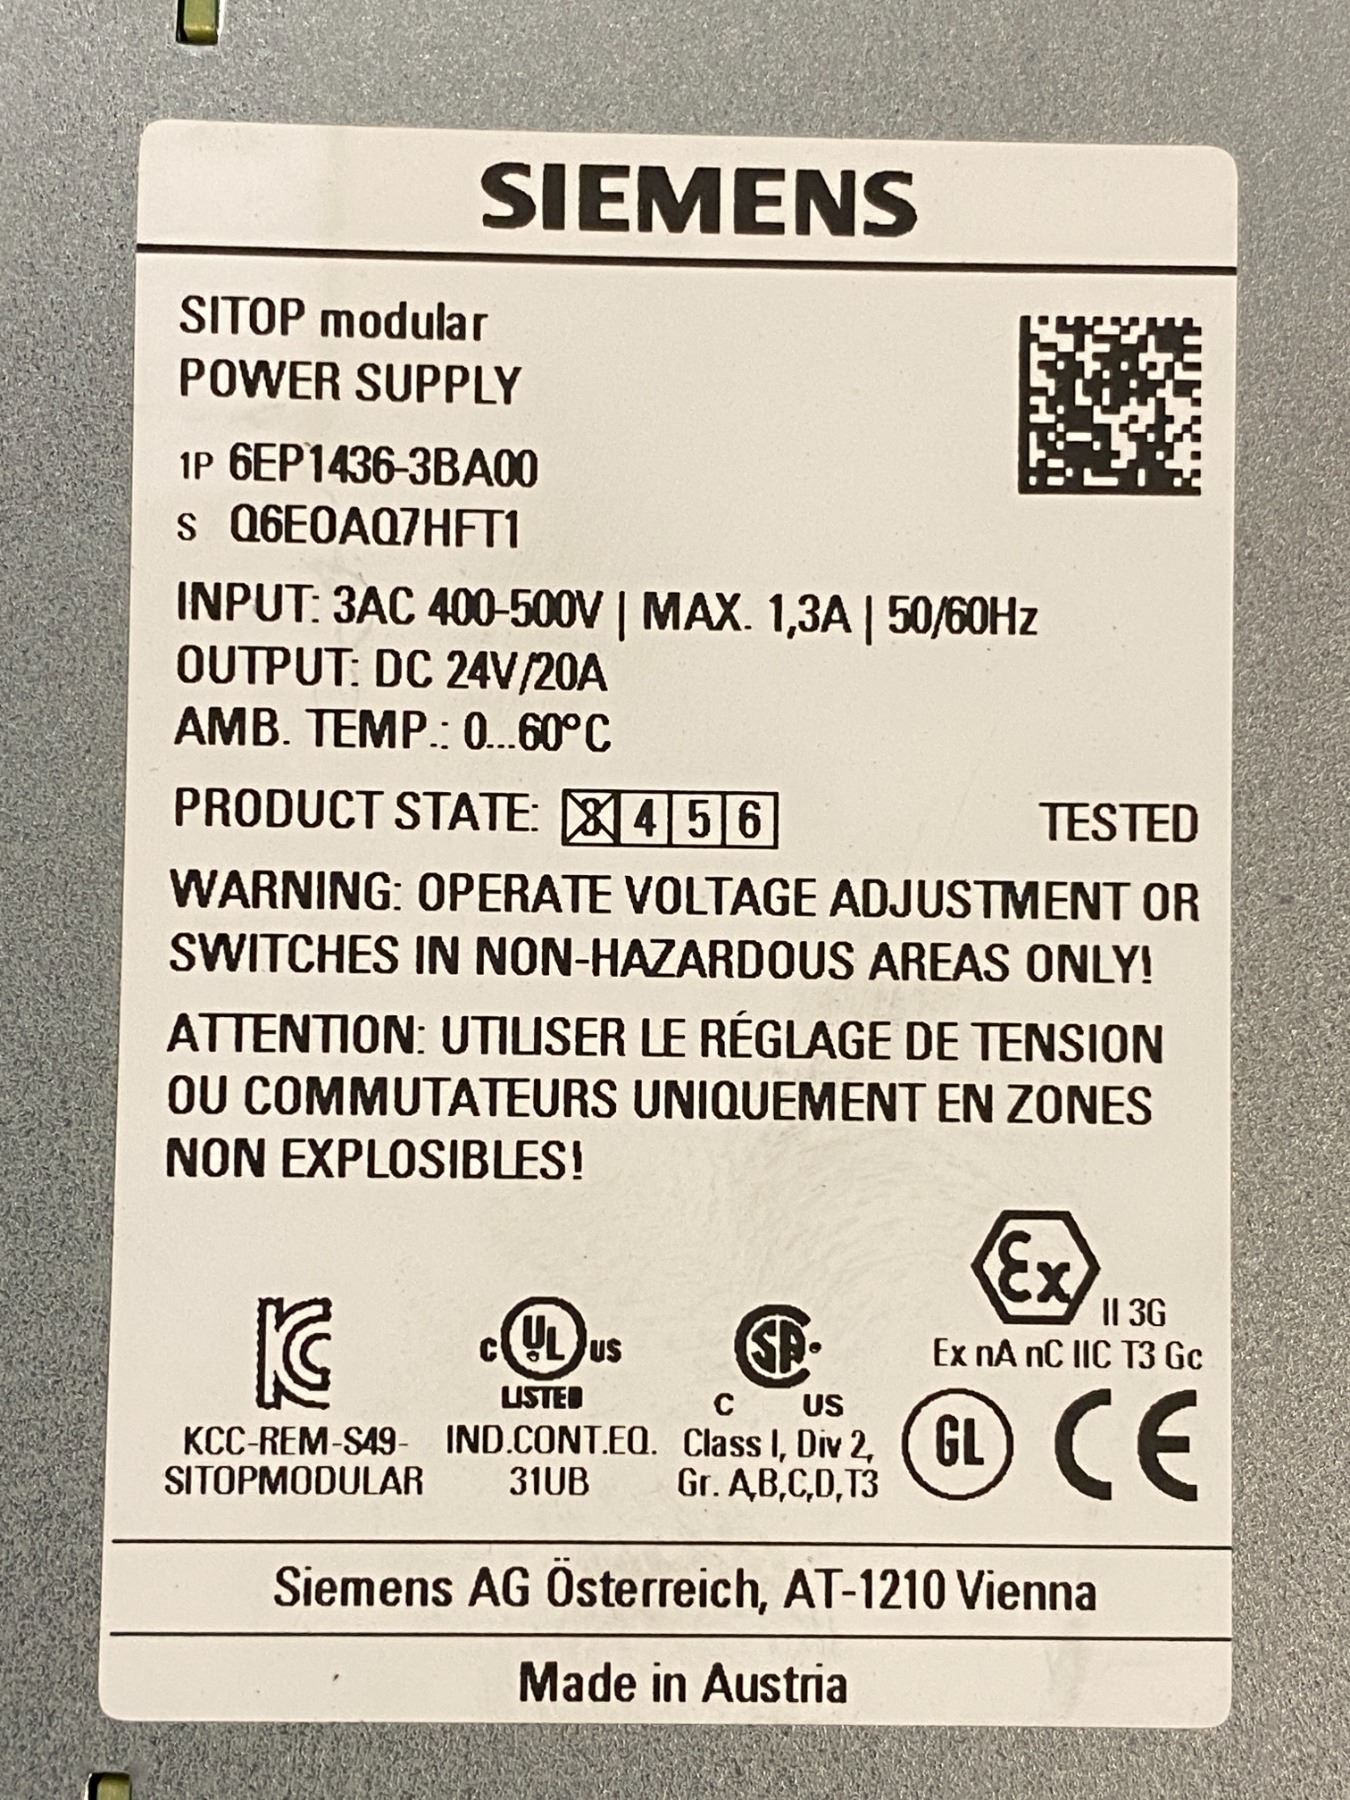 SIEMENS
SITOP modular
POWER SUPPLY
1P 6EP1436-3BA00
S Q6EOAQ7HFT1
INPUT: 3AC 400-500V | MAX. 1,3A | 50/60Hz
OUTPUT: DC 24V/20A
AMB. TEMP.: 0...60°C
PRODUCT STATE: 3 4 5 6 TESTED
WARNING: OPERATE VOLTAGE ADJUSTMENT OR
SWITCHES IN NON-HAZARDOUS AREAS ONLY!
ATTENTION: UTILISER LE RÉGLAGE DE TENSION
OU COMMUTATEURS UNIQUEMENT EN ZONES
NON EXPLOSIBLES!
Ex II 3G
Ex nA nC IIC T3 Gc
KC
KCC-REM-S49-
SITOPMODULAR
C UL US
LISTED
IND.CONT.EQ.
31UB
SA
C US
Class I, Div 2,
Gr. A,B,C,D,T3
GL CE
Siemens AG Österreich, AT-1210 Vienna
Made in Austria